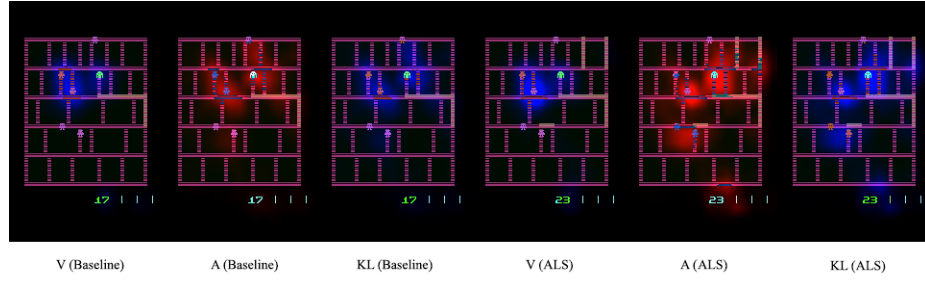 17 17 17 23 23 23
V (Baseline) A (Baseline) KL (Baseline) V (ALS) A (ALS) KL (ALS)